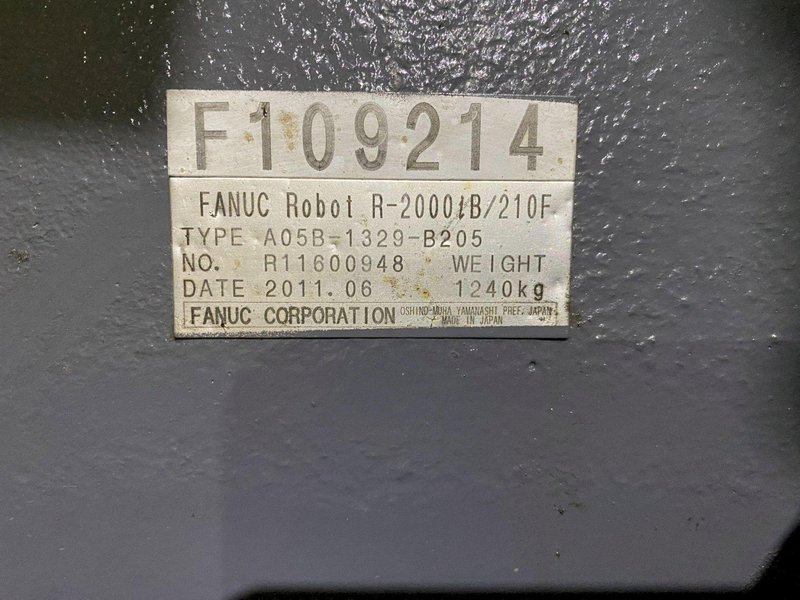 F109214
FANUC Robot R-2000iB/210F
TYPE A05B-1329-B205
NO. R11600948 WEIGHT
DATE 2011.06 1240kg
FANUC CORPORATION OSHINO-MURA YAMANASHI PREF. JAPAN
MADE IN JAPAN